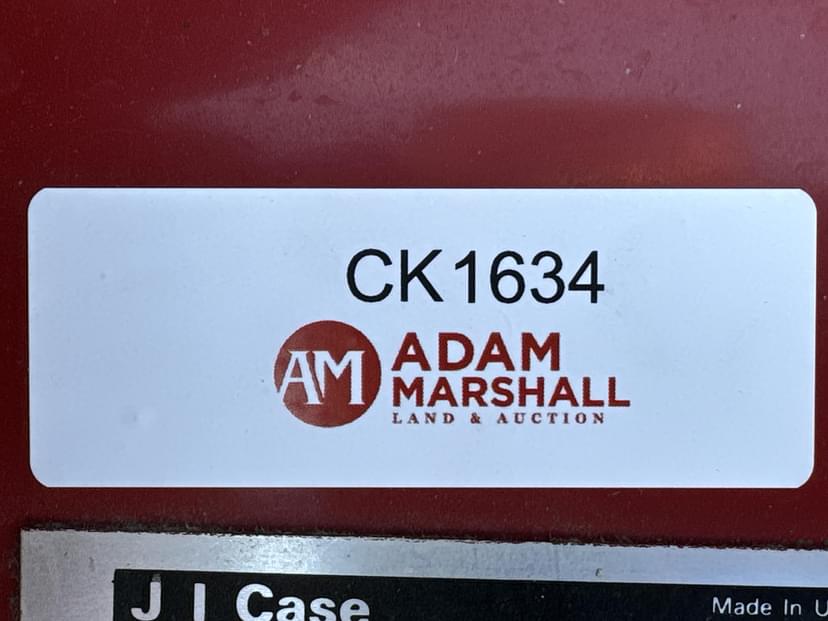 CK1634
AM
ADAM
MARSHALL
LAND & AUCTION
J I Case
Made In U